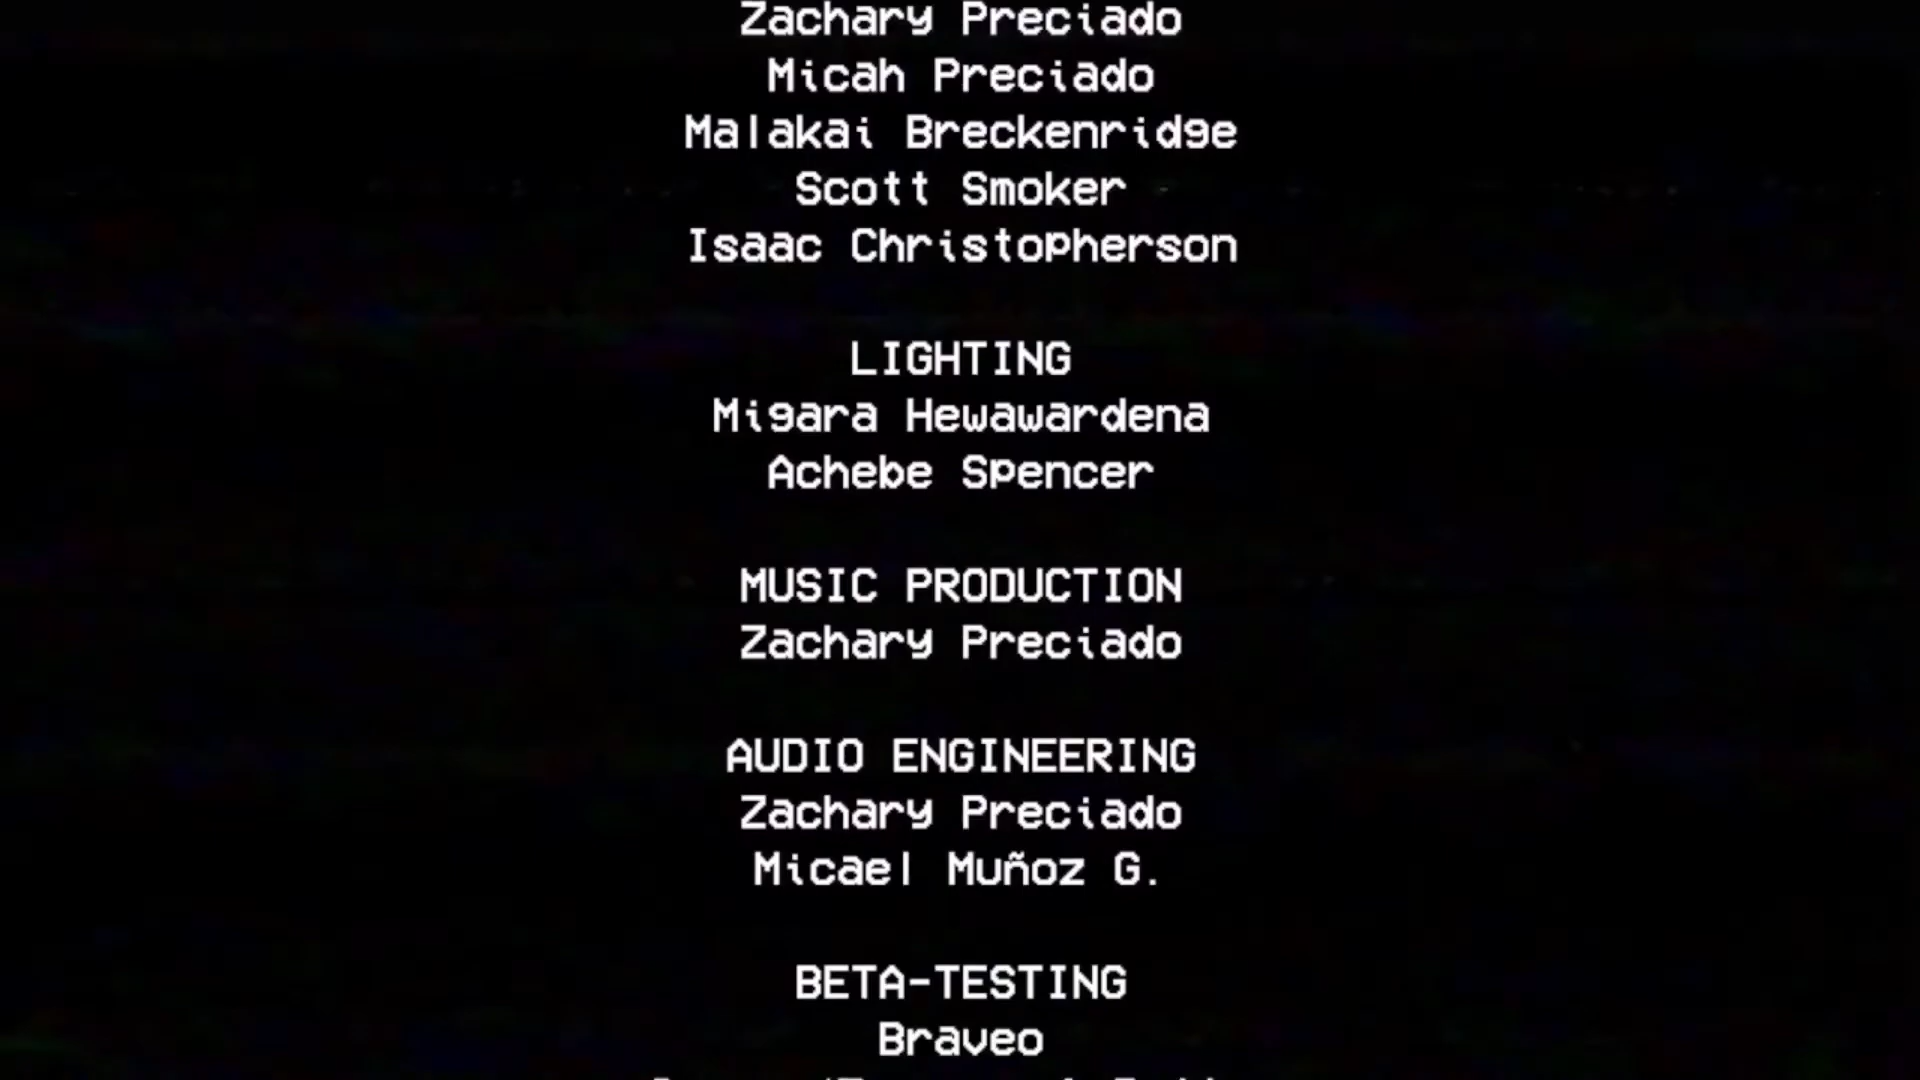 Zachary Preciado
Micah Preciado
Malakai Breckenridge
Scott Smoker
Isaac Christopherson
LIGHTING
Migara Hewawardena
Achebe Spencer
MUSIC PRODUCTION
Zachary Preciado
AUDIO ENGINEERING
Zachary Preciado
Micael Muñoz G.
BETA-TESTING
Braveo